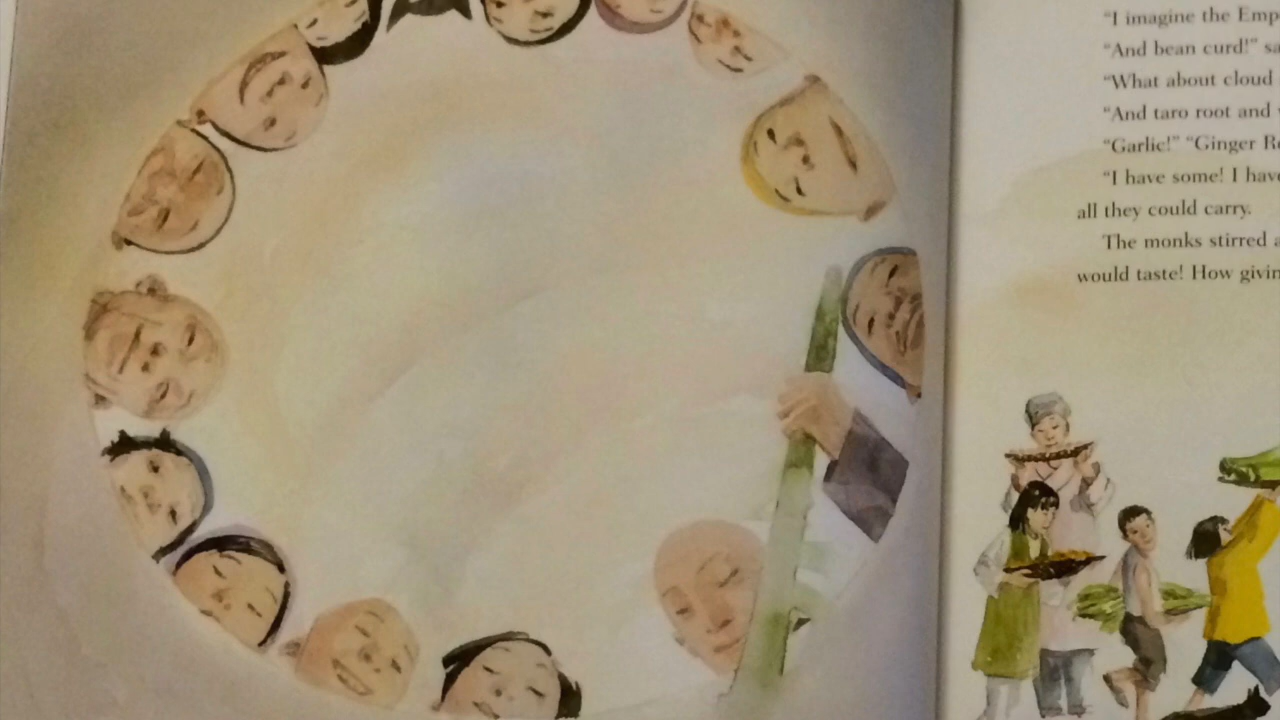 “I imagine the Emp
“And bean curd!” sa
“What about cloud
“And taro root and
“Garlic!” “Ginger R
“I have some! I hav
all they could carry.
The monks stirred a
would taste! How givin